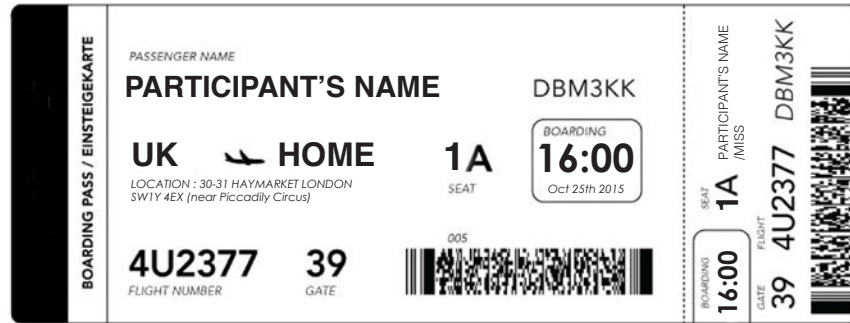 BOARDING PASS / EINSTEIGEKARTE
PASSENGER NAME
PARTICIPANT'S NAME
DBM3KK
UK HOME
LOCATION : 30-31 HAYMARKET LONDON
SW1Y 4EX (near Piccadily Circus)
1A
SEAT
BOARDING
16:00
Oct 25th 2015
4U2377
FLIGHT NUMBER
39
GATE
005
PARTICIPANT'S NAME
/MISS
DBM3KK
SEAT
1A
FLIGHT
4U2377
BOARDING
16:00
GATE
39